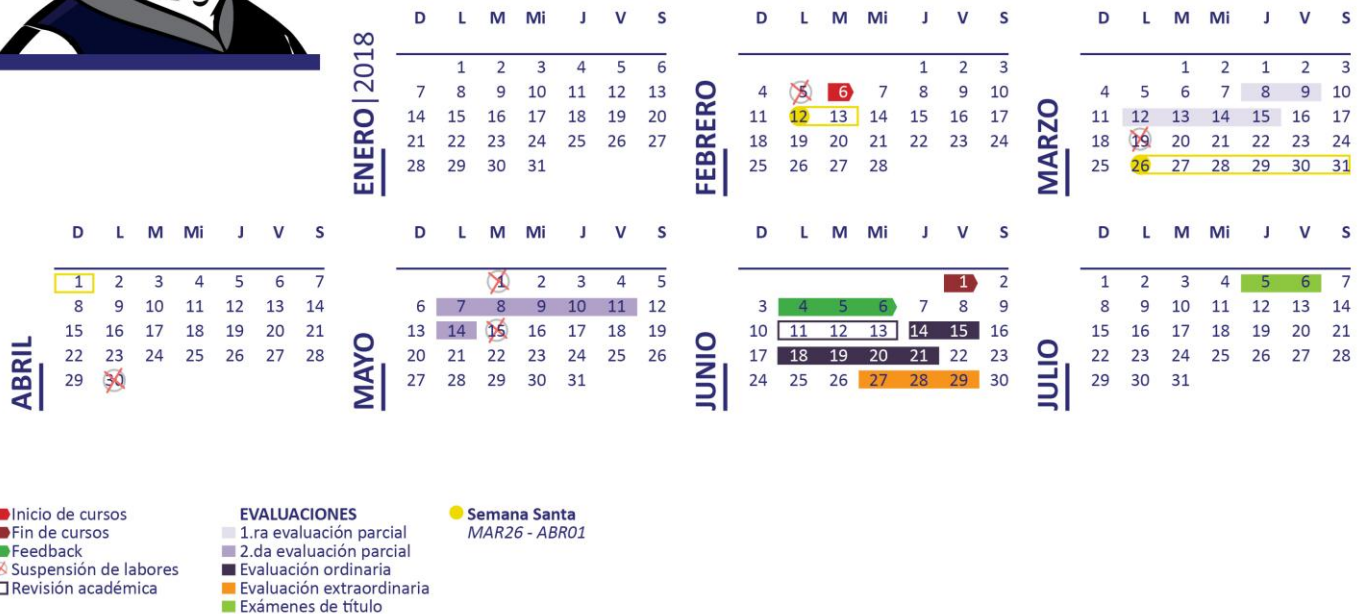 ENERO|2018
D L M Mi J V S
1 2 3 4 5 6
7 8 9 10 11 12 13
14 15 16 17 18 19 20
21 22 23 24 25 26 27
28 29 30 31
FEBRERO
D L M Mi J V S
1 2 3
4 5 6 7 8 9 10
11 12 13 14 15 16 17
18 19 20 21 22 23 24
25 26 27 28
MARZO
D L M Mi J V S
1 2 1 2 3
4 5 6 7 8 9 10
11 12 13 14 15 16 17
18 19 20 21 22 23 24
25 26 27 28 29 30 31
ABRIL
D L M Mi J V S
1 2 3 4 5 6 7
8 9 10 11 12 13 14
15 16 17 18 19 20 21
22 23 24 25 26 27 28
29 30
MAYO
D L M Mi J V S
1 2 3 4 5
6 7 8 9 10 11 12
13 14 15 16 17 18 19
20 21 22 23 24 25 26
27 28 29 30 31
JUNIO
D L M Mi J V S
1 2
3 4 5 6 7 8 9
10 11 12 13 14 15 16
17 18 19 20 21 22 23
24 25 26 27 28 29 30
JULIO
D L M Mi J V S
1 2 3 4 5 6 7
8 9 10 11 12 13 14
15 16 17 18 19 20 21
22 23 24 25 26 27 28
29 30 31
Inicio de cursos
Fin de cursos
Feedback
Suspensión de labores
Revisión académica
EVALUACIONES
1.ra evaluación parcial
2.da evaluación parcial
Evaluación ordinaria
Evaluación extraordinaria
Exámenes de título
Semana Santa
MAR26 - ABR01